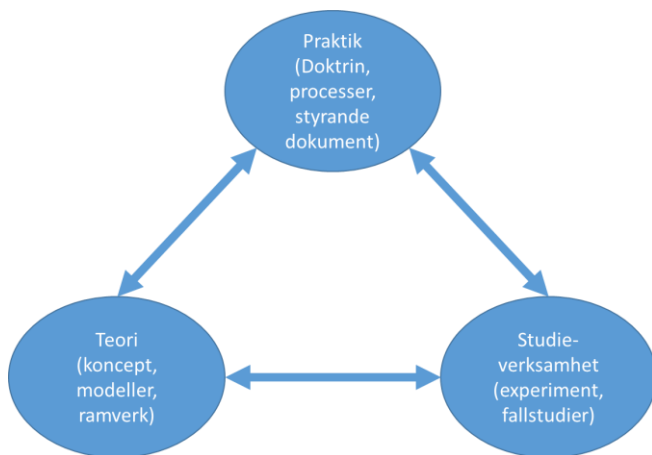 Praktik
(Doktrin,
processer,
styrande
dokument)
Teori
(koncept,
modeller,
ramverk)
Studie-
verksamhet
(experiment,
fallstudier)